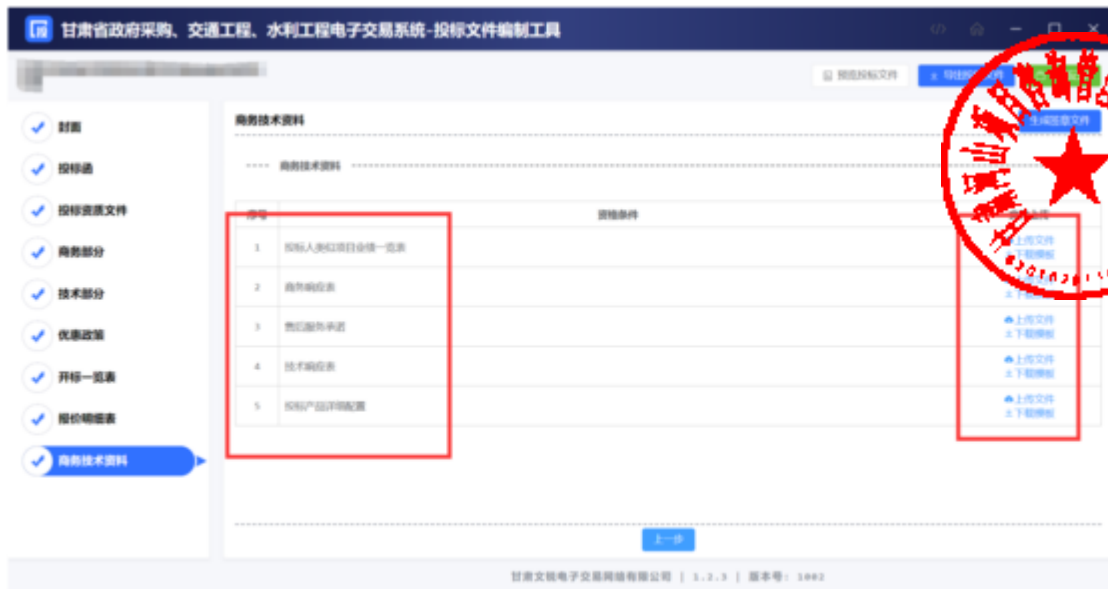 甘肃省政府采购、交通工程、水利工程电子交易系统-投标文件编制工具
预览投标文件
封面
投标函
投标资质文件
商务部分
技术部分
优惠政策
开标一览表
报价明细表
商务技术资料
商务技术资料
商务技术资料
序号 资格条件
1 投标人类似项目业绩一览表 上传文件
下载模板
2 商务响应表
3 售后服务承诺 上传文件
下载模板
4 技术响应表 上传文件
下载模板
5 投标产品详细配置 上传文件
下载模板
上一步
甘肃文锐电子交易网络有限公司 | 1.2.3 | 版本号: 1002